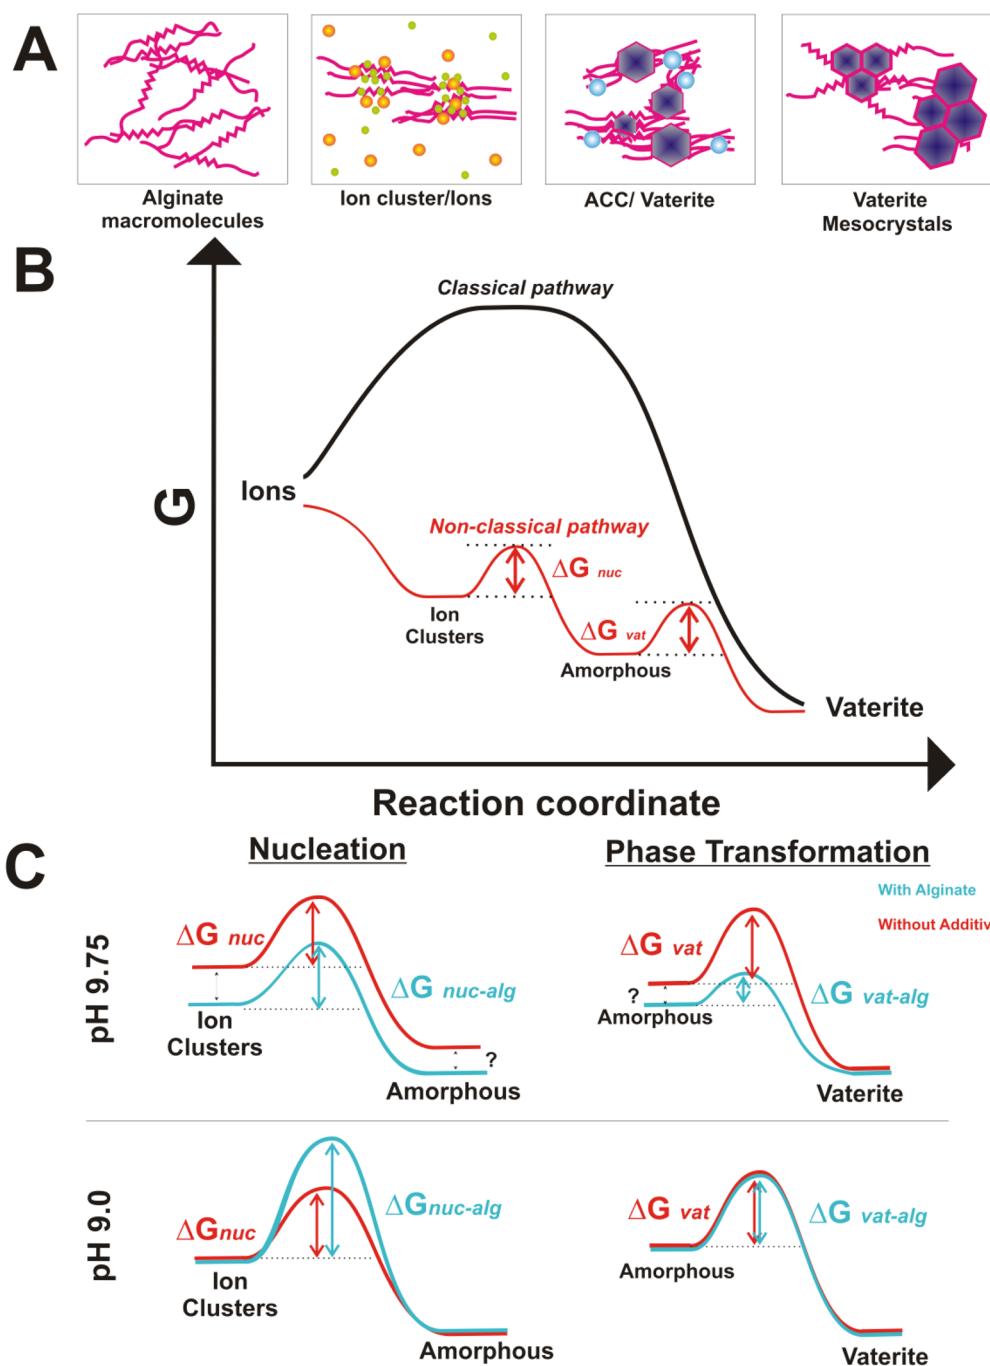 A
Alginate
macromolecules
Ion cluster/Ions
ACC/ Vaterite
Vaterite
Mesocrystals
B
Classical pathway
G
Ions
Non-classical pathway
ΔG nuc
Ion
Clusters
ΔG vat
Amorphous
Vaterite
Reaction coordinate
C
Nucleation
Phase Transformation
With Alginate
Without Additiv
pH 9.75
ΔG nuc
ΔG nuc-alg
Ion
Clusters
?
Amorphous
ΔG vat
?
Amorphous
ΔG vat-alg
Vaterite
pH 9.0
ΔGnuc
ΔGnuc-alg
Ion
Clusters
Amorphous
ΔG vat
ΔG vat-alg
Amorphous
Vaterite